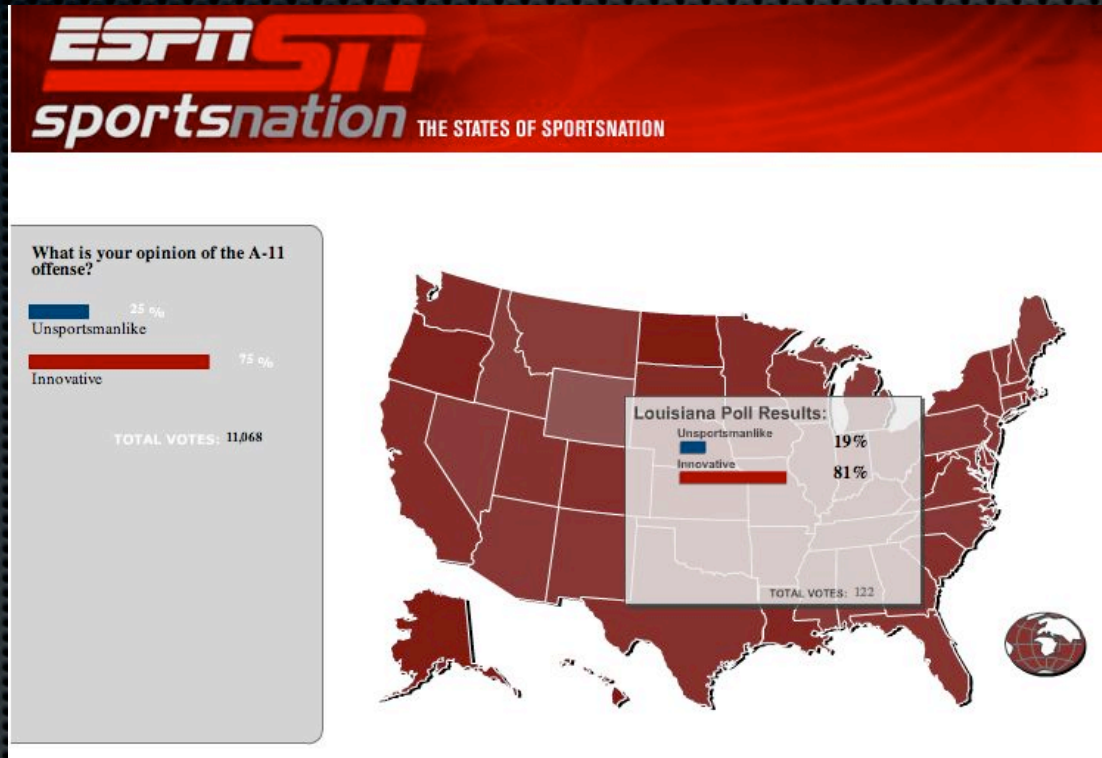 ESPN SN
sportsnation THE STATES OF SPORTSNATION
What is your opinion of the A-11
offense?
25 %
Unsportsmanlike
75 %
Innovative
TOTAL VOTES: 11,068
Louisiana Poll Results:
Unsportsmanlike
19%
Innovative
81%
TOTAL VOTES: 122